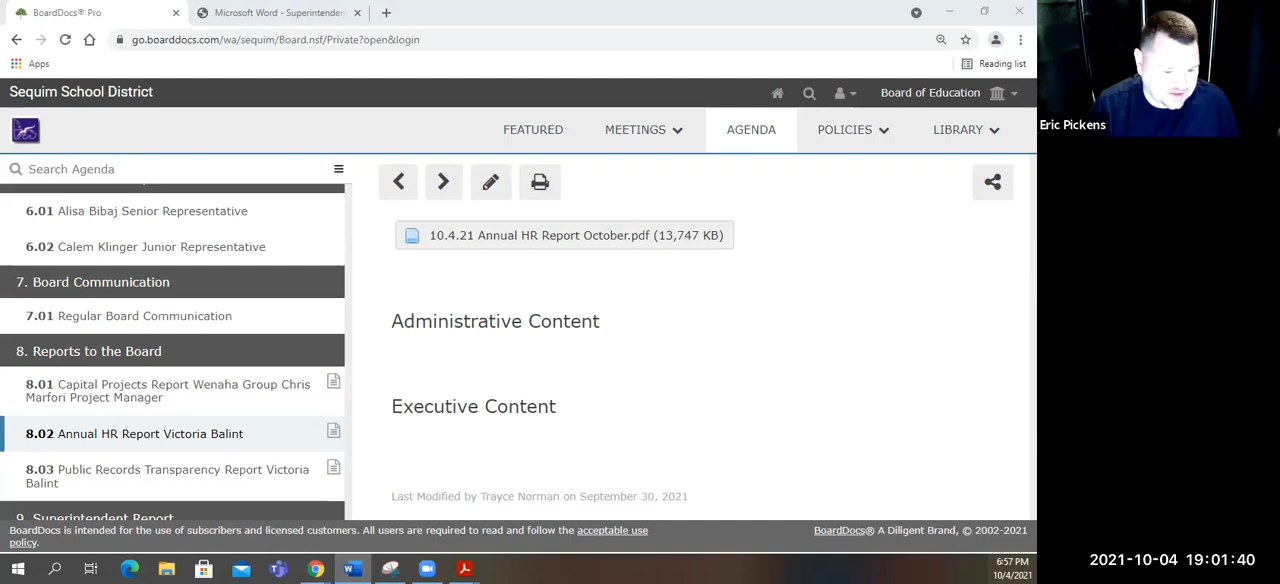 BoardDocs® Pro
Microsoft Word - Superintenden
go.boarddocs.com/wa/sequim/Board.nsf/Private?open&login
Apps
Reading list
Sequim School District
Board of Education
FEATURED
MEETINGS
AGENDA
POLICIES
LIBRARY
Search Agenda
6.01 Alisa Bibaj Senior Representative
6.02 Calem Klinger Junior Representative
7. Board Communication
7.01 Regular Board Communication
8. Reports to the Board
8.01 Capital Projects Report Wenaha Group Chris
Marfori Project Manager
8.02 Annual HR Report Victoria Balint
8.03 Public Records Transparency Report Victoria
Balint
9. Superintendent Report
10.4.21 Annual HR Report October.pdf (13,747 KB)
Administrative Content
Executive Content
Last Modified by Trayce Norman on September 30, 2021
BoardDocs is intended for the use of subscribers and licensed customers. All users are required to read and follow the acceptable use
policy.
BoardDocs® A Diligent Brand, © 2002-2021
6:57 PM
10/4/2021
Eric Pickens
2021-10-04 19:01:40